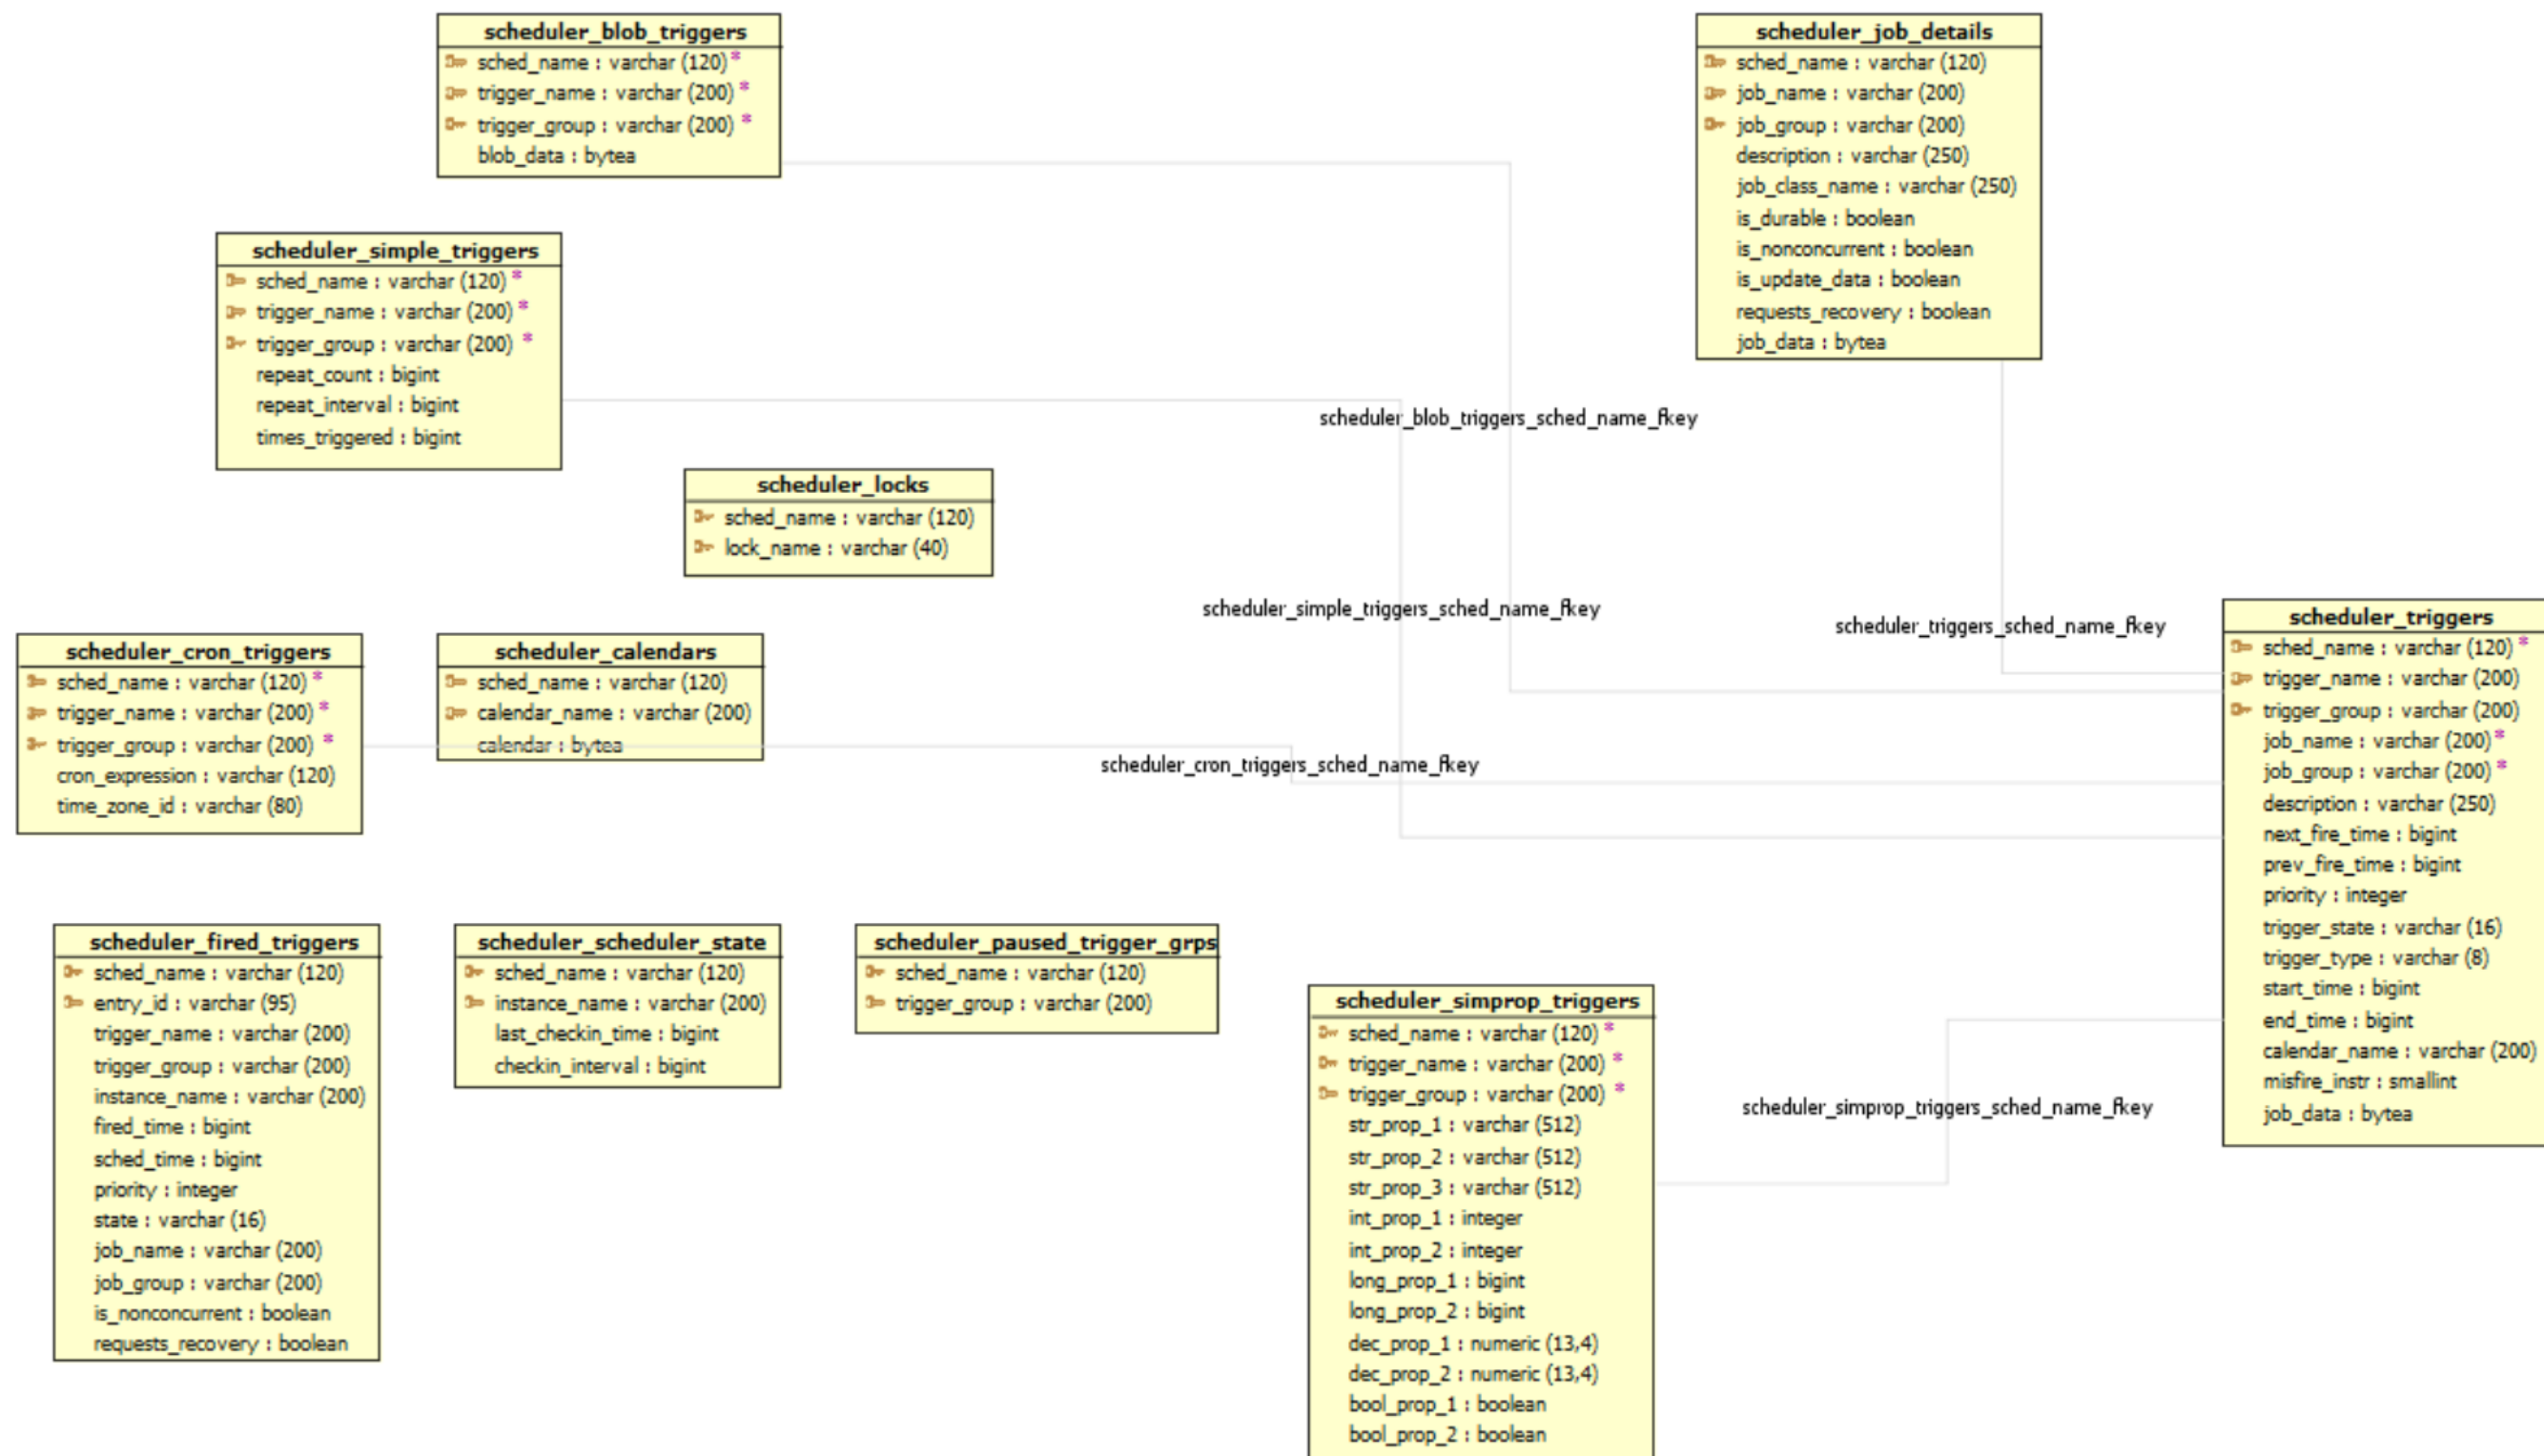 scheduler_blob_triggers
sched_name : varchar (120) *
trigger_name : varchar (200) *
trigger_group : varchar (200) *
blob_data : bytea
scheduler_job_details
sched_name : varchar (120)
job_name : varchar (200)
job_group : varchar (200)
description : varchar (250)
job_class_name : varchar (250)
is_durable : boolean
is_nonconcurrent : boolean
is_update_data : boolean
requests_recovery : boolean
job_data : bytea
scheduler_simple_triggers
sched_name : varchar (120) *
trigger_name : varchar (200) *
trigger_group : varchar (200) *
repeat_count : bigint
repeat_interval : bigint
times_triggered : bigint
scheduler_blob_triggers_sched_name_fkey
scheduler_locks
sched_name : varchar (120)
lock_name : varchar (40)
scheduler_simple_triggers_sched_name_fkey
scheduler_triggers_sched_name_fkey
scheduler_cron_triggers
sched_name : varchar (120) *
trigger_name : varchar (200) *
trigger_group : varchar (200) *
cron_expression : varchar (120)
time_zone_id : varchar (80)
scheduler_calendars
sched_name : varchar (120)
calendar_name : varchar (200)
calendar : bytea
scheduler_cron_triggers_sched_name_fkey
scheduler_triggers
sched_name : varchar (120) *
trigger_name : varchar (200)
trigger_group : varchar (200)
job_name : varchar (200) *
job_group : varchar (200) *
description : varchar (250)
next_fire_time : bigint
prev_fire_time : bigint
priority : integer
trigger_state : varchar (16)
trigger_type : varchar (8)
start_time : bigint
end_time : bigint
calendar_name : varchar (200)
misfire_instr : smallint
job_data : bytea
scheduler_fired_triggers
sched_name : varchar (120)
entry_id : varchar (95)
trigger_name : varchar (200)
trigger_group : varchar (200)
instance_name : varchar (200)
fired_time : bigint
sched_time : bigint
priority : integer
state : varchar (16)
job_name : varchar (200)
job_group : varchar (200)
is_nonconcurrent : boolean
requests_recovery : boolean
scheduler_scheduler_state
sched_name : varchar (120)
instance_name : varchar (200)
last_checkin_time : bigint
checkin_interval : bigint
scheduler_paused_trigger_grps
sched_name : varchar (120)
trigger_group : varchar (200)
scheduler_simprop_triggers
sched_name : varchar (120) *
trigger_name : varchar (200) *
trigger_group : varchar (200) *
str_prop_1 : varchar (512)
str_prop_2 : varchar (512)
str_prop_3 : varchar (512)
int_prop_1 : integer
int_prop_2 : integer
long_prop_1 : bigint
long_prop_2 : bigint
dec_prop_1 : numeric (13,4)
dec_prop_2 : numeric (13,4)
bool_prop_1 : boolean
bool_prop_2 : boolean
scheduler_simprop_triggers_sched_name_fkey